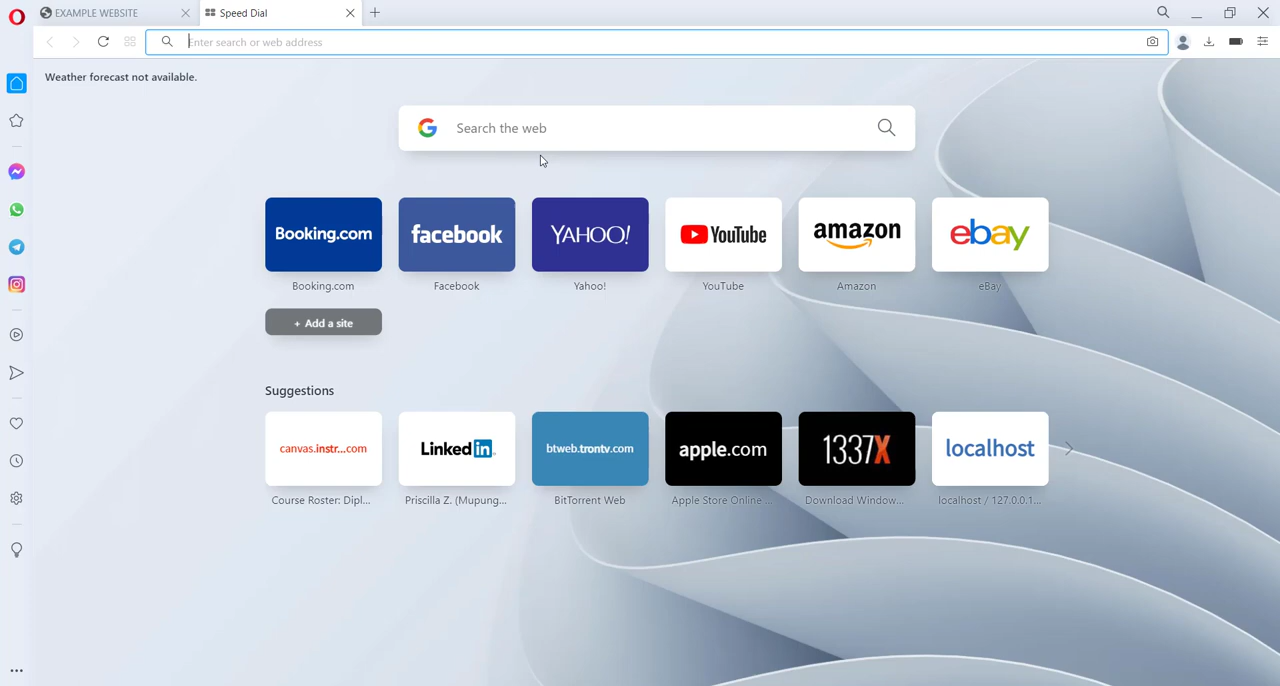 EXAMPLE WEBSITE
Speed Dial
Enter search or web address
Weather forecast not available.
Search the web
Booking.com
facebook
YAHOO!
YouTube
amazon
ebay
Booking.com
Facebook
Yahoo!
YouTube
Amazon
eBay
+ Add a site
Suggestions
canvas.instr...com
LinkedIn
btweb.trontv.com
apple.com
1337X
localhost
Course Roster: Dipl...
Priscilla Z. (Mupung...
BitTorrent Web
Apple Store Online ...
Download Window...
localhost / 127.0.0.1...